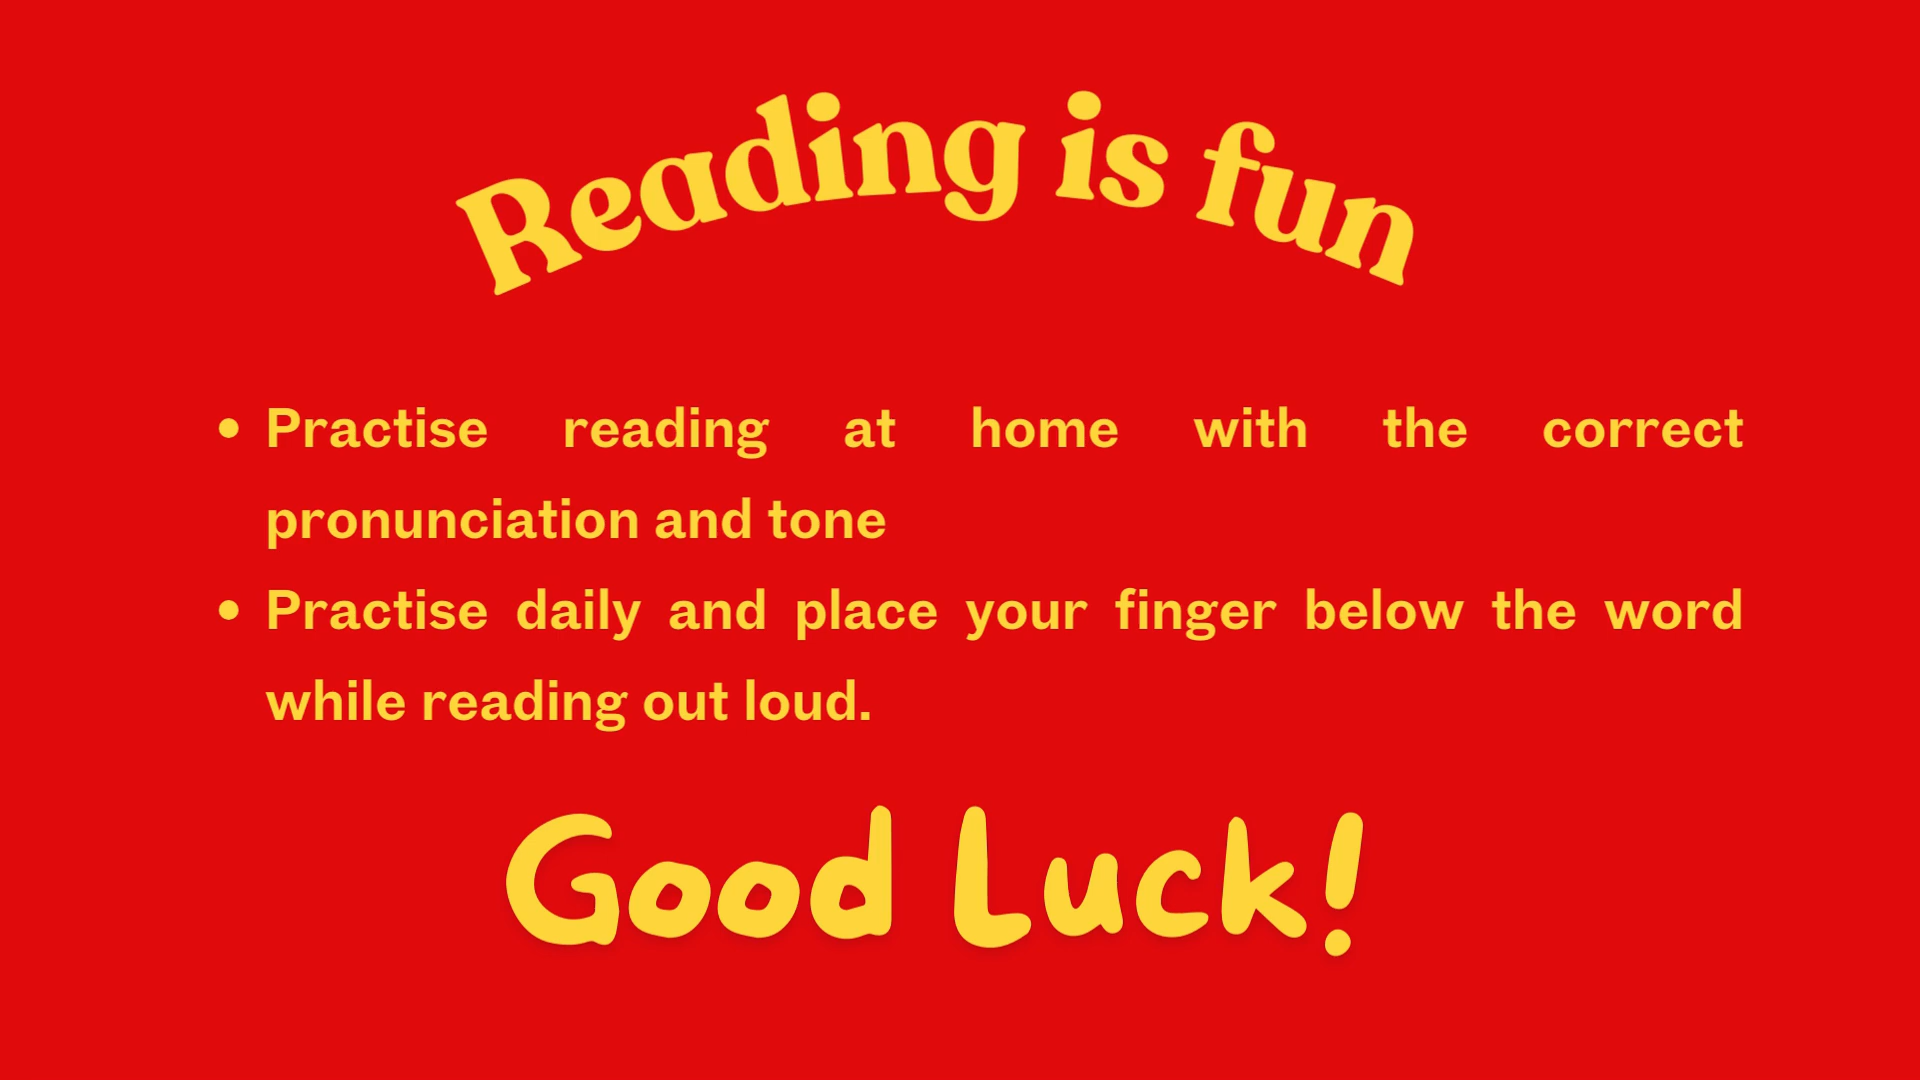 Reading is fun
• Practise reading at home with the correct
pronunciation and tone
• Practise daily and place your finger below the word
while reading out loud.
Good Luck!